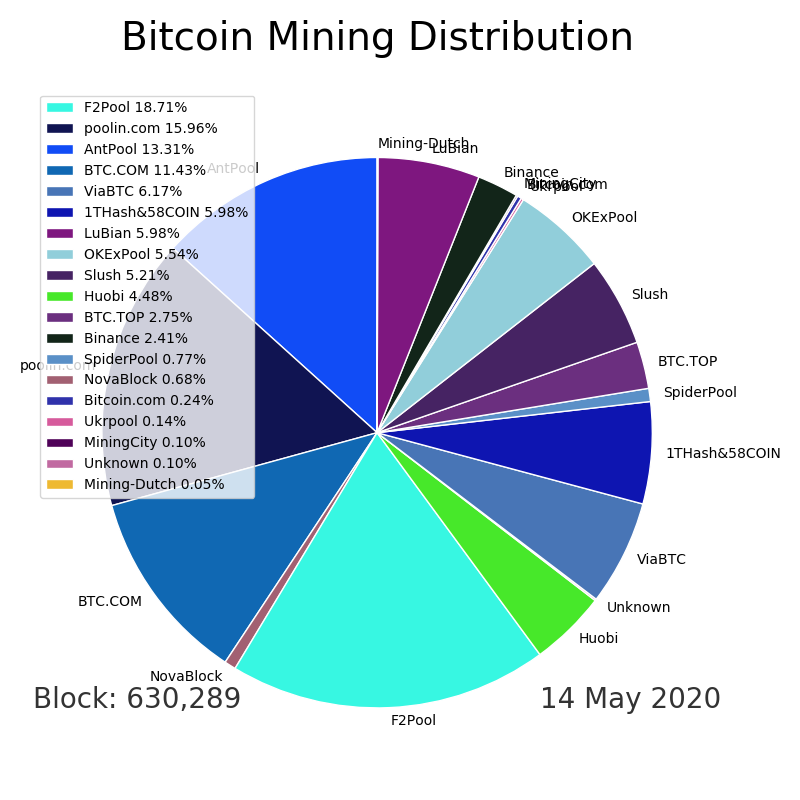 Bitcoin Mining Distribution
F2Pool 18.71%
poolin.com 15.96%
AntPool 13.31%
BTC.COM 11.43%
ViaBTC 6.17%
1THash&58COIN 5.98%
LuBian 5.98%
OKExPool 5.54%
Slush 5.21%
Huobi 4.48%
BTC.TOP 2.75%
Binance 2.41%
SpiderPool 0.77%
NovaBlock 0.68%
Bitcoin.com 0.24%
Ukrpool 0.14%
MiningCity 0.10%
Unknown 0.10%
Mining-Dutch 0.05%
Mining-Dutch
LuBian
Binance
MiningCity
Bitcoin.com
Ukrpool
OKExPool
Slush
BTC.TOP
SpiderPool
1THash&58COIN
ViaBTC
Unknown
Huobi
F2Pool
NovaBlock
BTC.COM
poolin.com
AntPool
Block: 630,289
14 May 2020